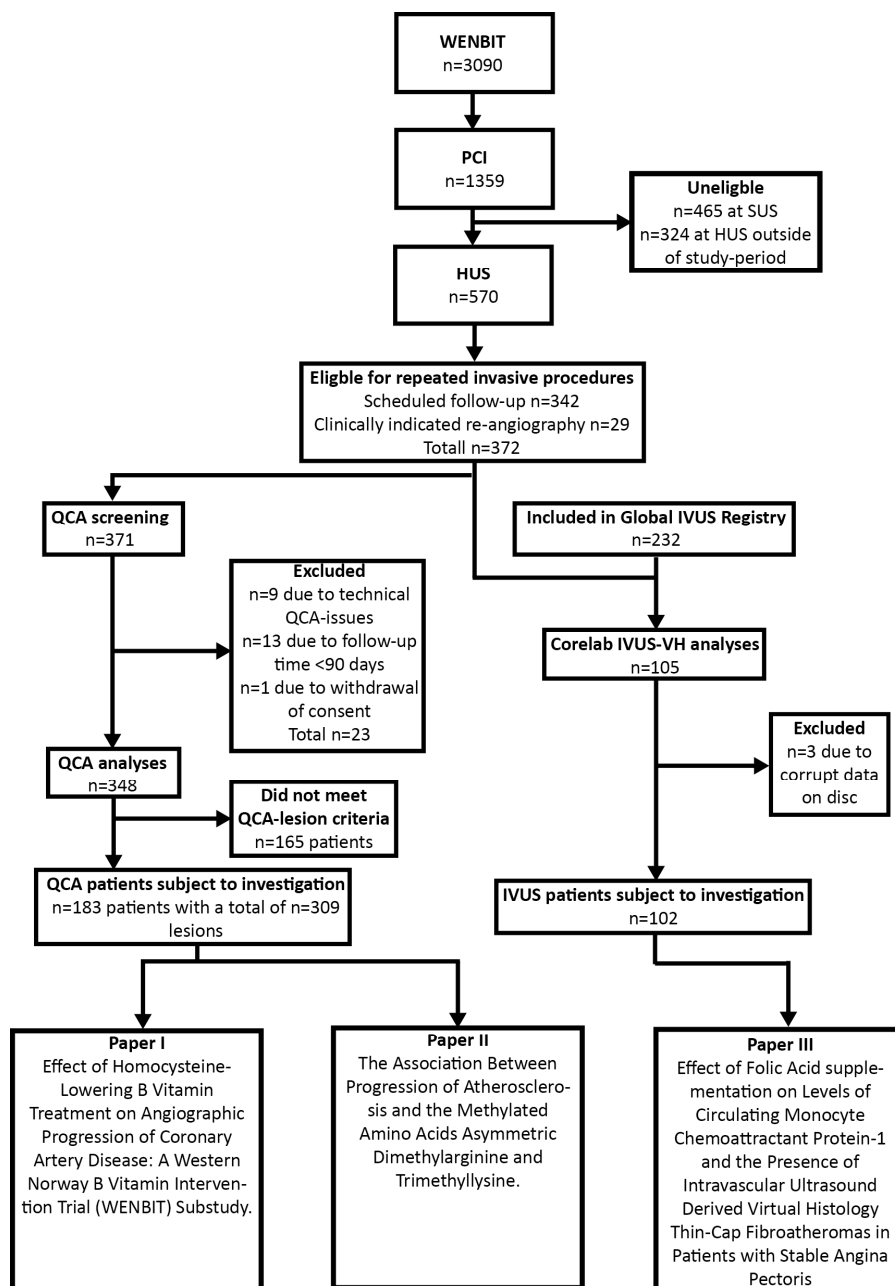 WENBIT
n=3090
PCI
n=1359
Uneligble
n=465 at SUS
n=324 at HUS outside
of study-period
HUS
n=570
Eligble for repeated invasive procedures
Scheduled follow-up n=342
Clinically indicated re-angiography n=29
Totall n=372
QCA screening
n=371
Included in Global IVUS Registry
n=232
Excluded
n=9 due to technical
QCA-issues
n=13 due to follow-up
time <90 days
n=1 due to withdrawal
of consent
Total n=23
Corelab IVUS-VH analyses
n=105
Excluded
n=3 due to
corrupt data
on disc
QCA analyses
n=348
Did not meet
QCA-lesion criteria
n=165 patients
QCA patients subject to investigation
n=183 patients with a total of n=309
lesions
IVUS patients subject to investigation
n=102
Paper I
Effect of Homocysteine-
Lowering B Vitamin
Treatment on Angiographic
Progression of Coronary
Artery Disease: A Western
Norway B Vitamin Interven-
tion Trial (WENBIT) Substudy.
Paper II
The Association Between
Progression of Atherosclero-
sis and the Methylated
Amino Acids Asymmetric
Dimethylarginine and
Trimethyllysine.
Paper III
Effect of Folic Acid supple-
mentation on Levels of
Circulating Monocyte
Chemoattractant Protein-1
and the Presence of
Intravascular Ultrasound
Derived Virtual Histology
Thin-Cap Fibroatheromas in
Patients with Stable Angina
Pectoris